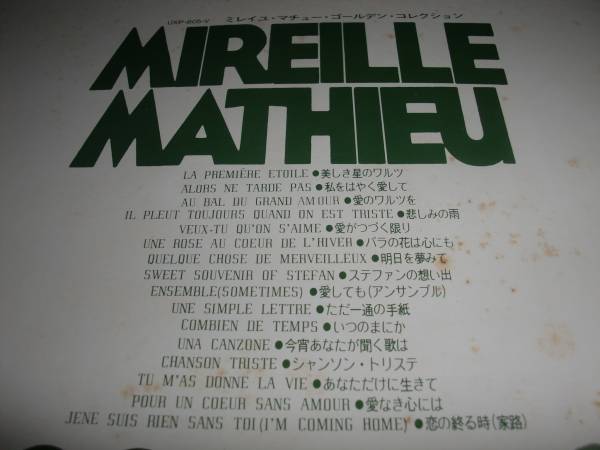 UXP-605-V ミレイユ・マチュー・ゴールデン・コレクション
MIREILLE
MATHIEU
LA PREMIÈRE ETOILE●美しき星のワルツ
ALORS NE TARDE PAS●私をはやく愛して
AU BAL DU GRAND AMOUR●愛のワルツを
IL PLEUT TOUJOURS QUAND ON EST TRISTE●悲しみの雨
VEUX-TU QU'ON S'AIME●愛がつづく限り
UNE ROSE AU COEUR DE L'HIVER●バラの花は心にも
QUELQUE CHOSE DE MERVEILLEUX●明日を夢みて
SWEET SOUVENIR OF STEFAN●ステファンの想い出
ENSEMBLE(SOMETIMES)●愛しても(アンサンブル)
UNE SIMPLE LETTRE●ただ一通の手紙
COMBIEN DE TEMPS●いつのまにか
UNA CANZONE●今宵あなたが聞く歌は
CHANSON TRISTE●シャンソン・トリステ
TU M'AS DONNE LA VIE●あなただけに生きて
POUR UN COEUR SANS AMOUR●愛なき心には
JENE SUIS RIEN SANS TOI(I'M COMING HOME)●恋の終る時(家路)